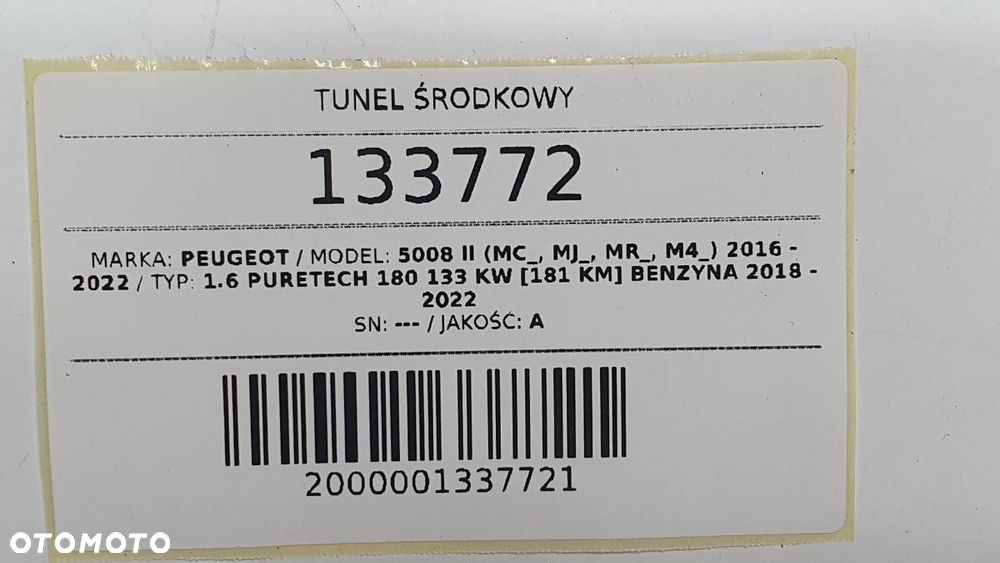 TUNEL ŚRODKOWY
133772
MARKA: PEUGEOT / MODEL: 5008 II (MC_, MJ_, MR_, M4_) 2016 -
2022 / TYP: 1.6 PURETECH 180 133 KW [181 KM] BENZYNA 2018 -
2022
SN: --- / JAKOŚĆ: A
2000001337721
OTOMOTO